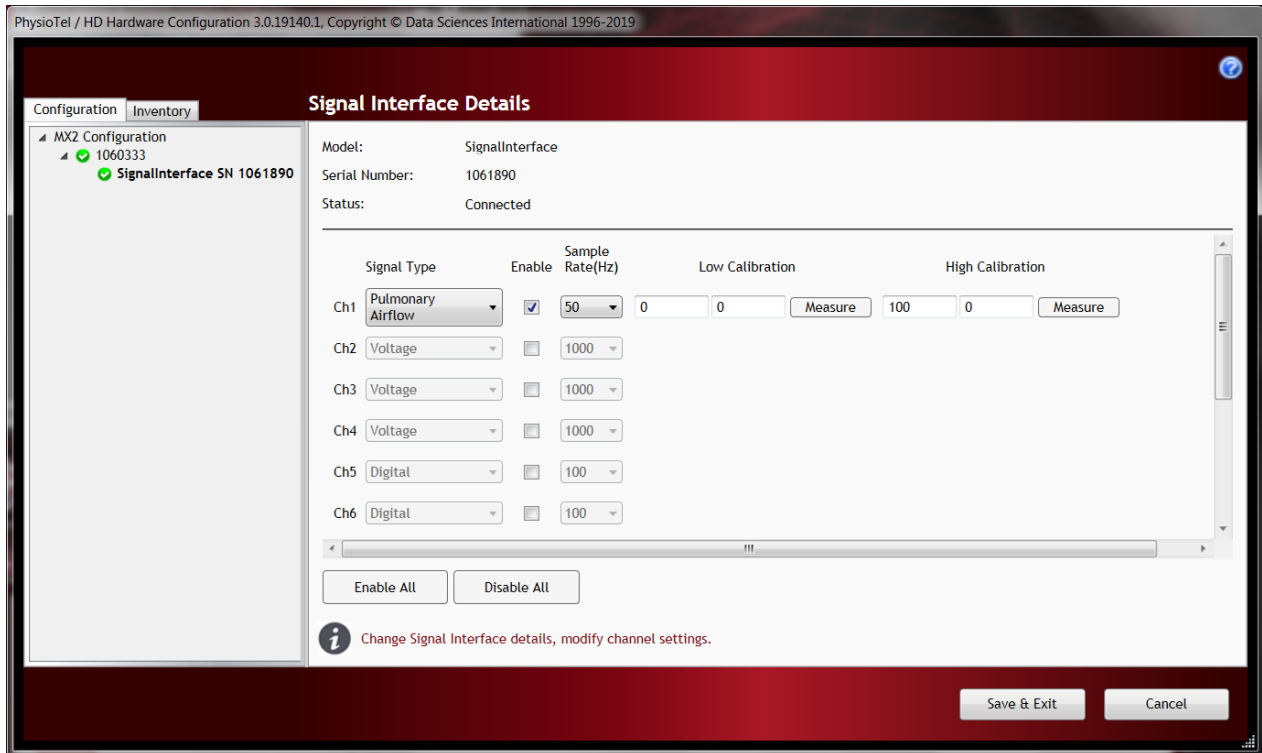 PhysioTel / HD Hardware Configuration 3.0.19140.1, Copyright © Data Sciences International 1996-2019
Configuration Inventory
MX2 Configuration
1060333
SignalInterface SN 1061890
Signal Interface Details
Model: SignalInterface
Serial Number: 1061890
Status: Connected
Signal Type Enable Sample Rate(Hz) Low Calibration High Calibration
Ch1 Pulmonary Airflow 50 0 0 Measure 100 0 Measure
Ch2 Voltage 1000
Ch3 Voltage 1000
Ch4 Voltage 1000
Ch5 Digital 100
Ch6 Digital 100
Enable All Disable All
Change Signal Interface details, modify channel settings.
Save & Exit Cancel